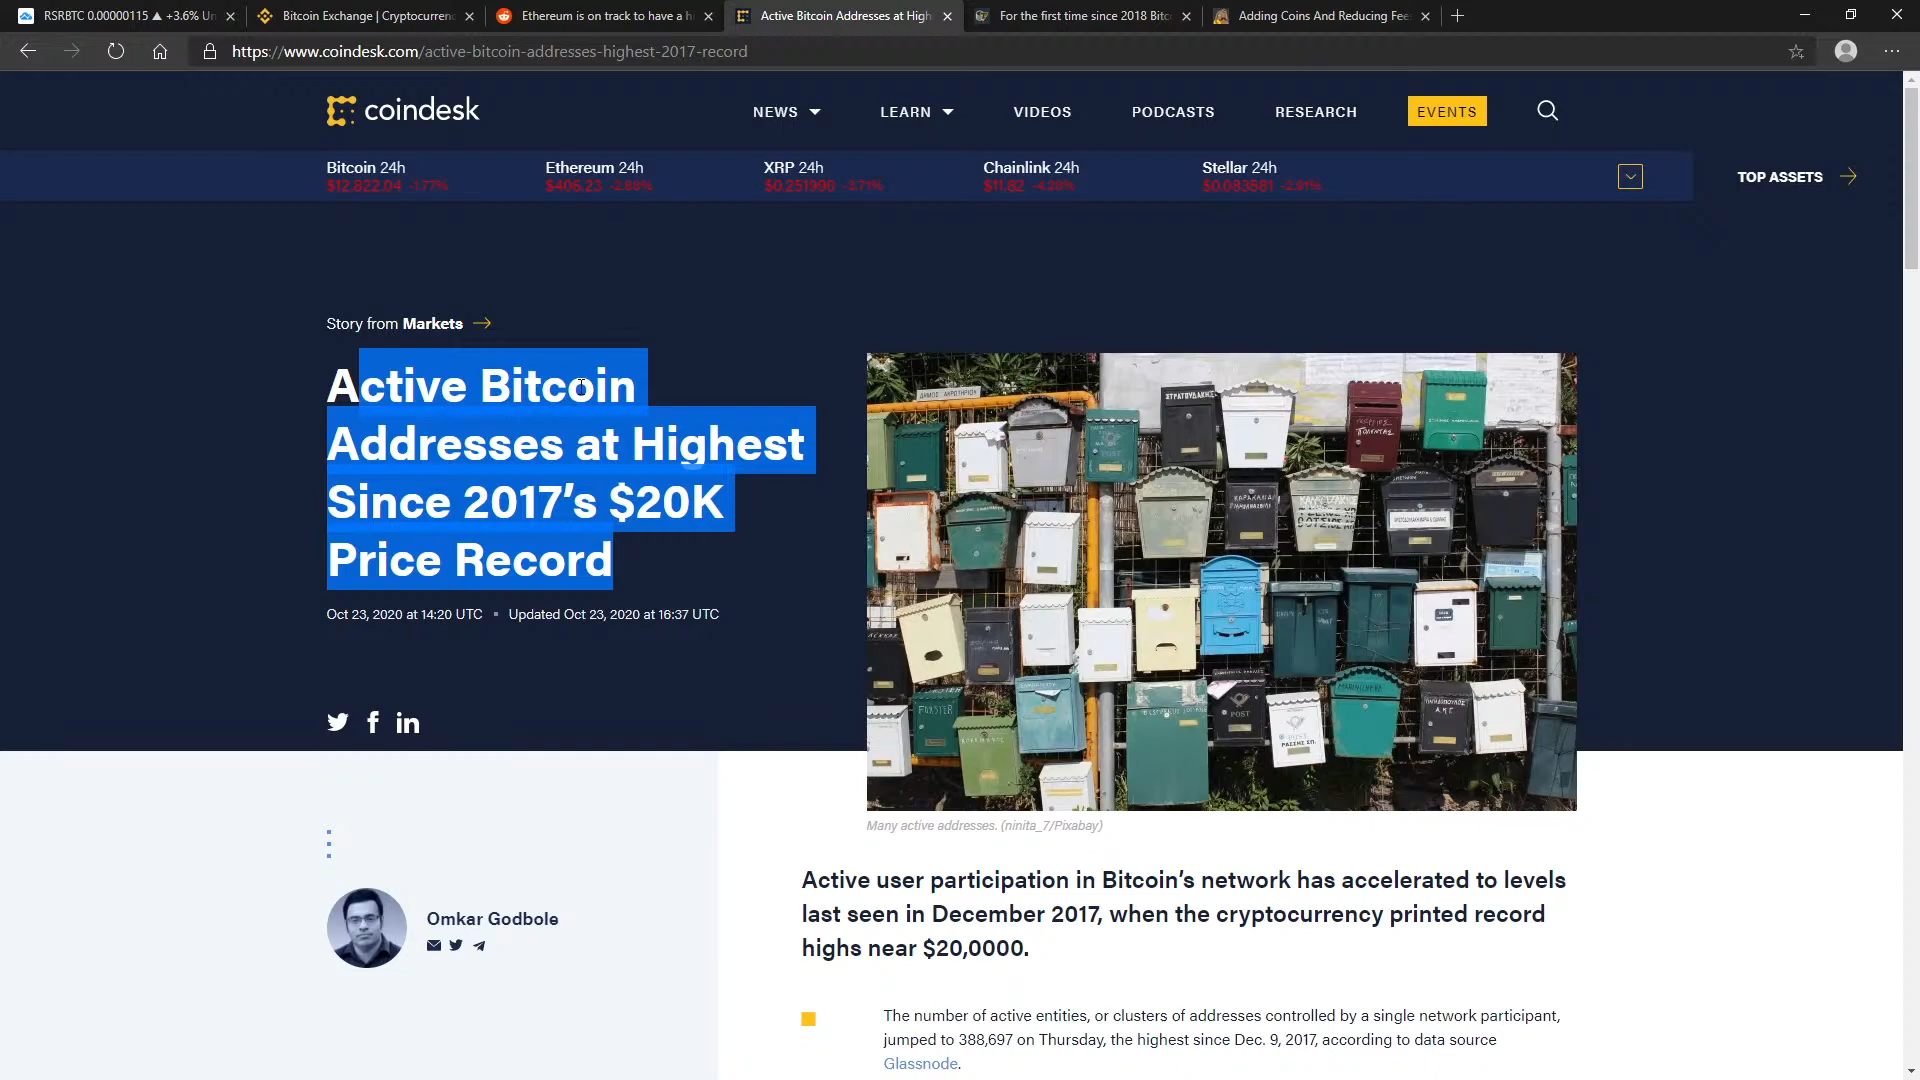 RSRBTC 0.00000115 ▲ +3.6% Un
Bitcoin Exchange | Cryptocurrenc
Ethereum is on track to have a h
Active Bitcoin Addresses at High
For the first time since 2018 Bitc
Adding Coins And Reducing Fee
https://www.coindesk.com/active-bitcoin-addresses-highest-2017-record
coindesk
NEWS
LEARN
VIDEOS
PODCASTS
RESEARCH
EVENTS
Bitcoin 24h
$12,822.04 -1.77%
Ethereum 24h
$406.23 -2.88%
XRP 24h
$0.251990 -3.71%
Chainlink 24h
$11.82 -4.28%
Stellar 24h
$0.083581 -2.91%
TOP ASSETS
Story from Markets
Active Bitcoin
Addresses at Highest
Since 2017's $20K
Price Record
Oct 23, 2020 at 14:20 UTC ▪ Updated Oct 23, 2020 at 16:37 UTC
POST
FORSTER
Many active addresses. (ninita_7/Pixabay)
Omkar Godbole
Active user participation in Bitcoin's network has accelerated to levels
last seen in December 2017, when the cryptocurrency printed record
highs near $20,0000.
The number of active entities, or clusters of addresses controlled by a single network participant,
jumped to 388,697 on Thursday, the highest since Dec. 9, 2017, according to data source
Glassnode.